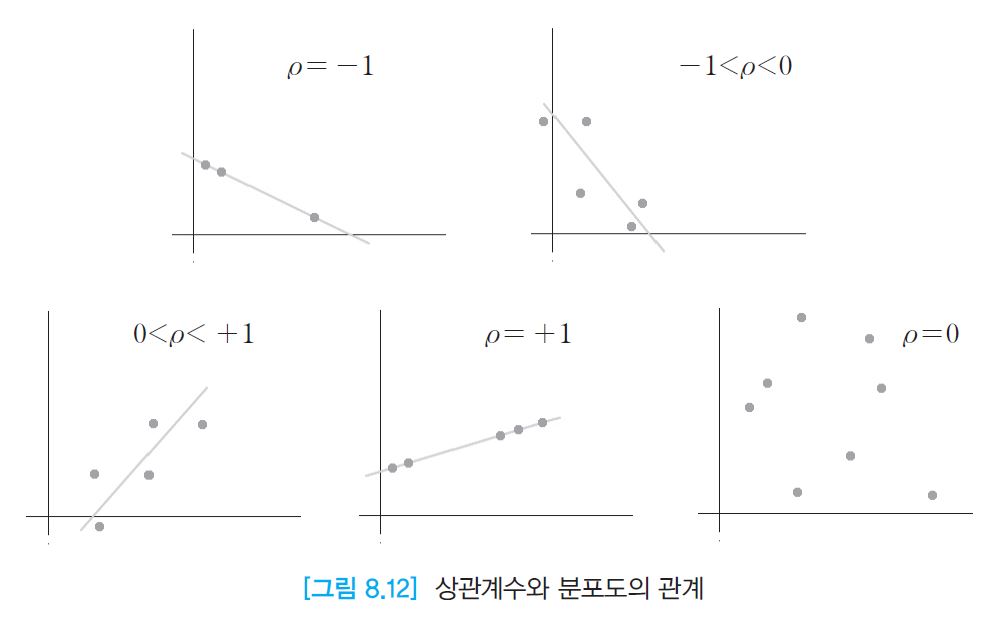 ρ= −1
−1<ρ<0
0<ρ< +1
ρ= +1
ρ=0
[그림 8.12] 상관계수와 분포도의 관계